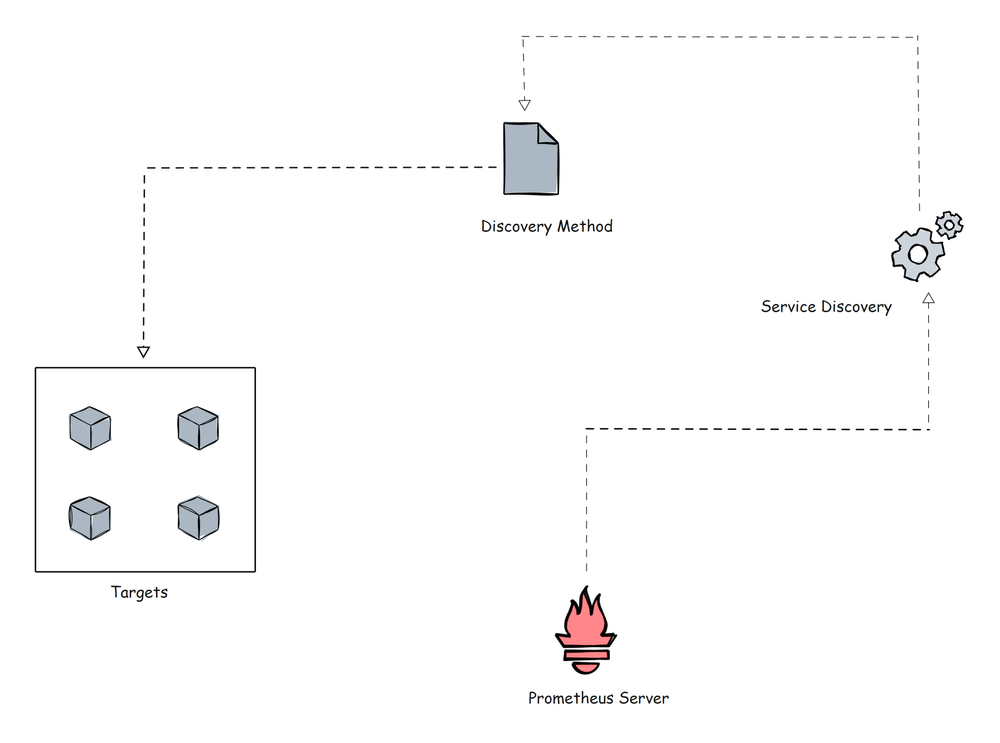 Discovery Method
Service Discovery
Targets
Prometheus Server